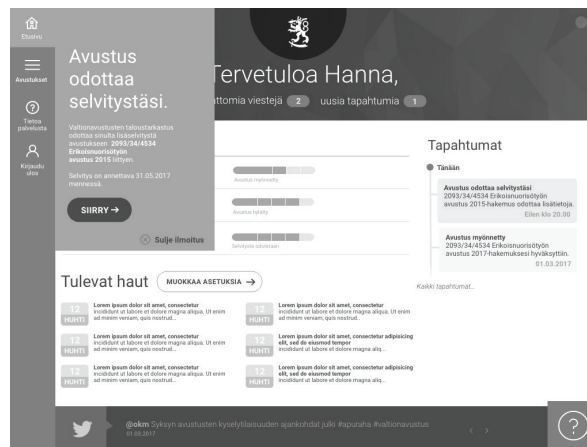 Etusivu
Avustukset
Tietoa
palvelusta
Kirjaudu
ulos
Avustus
odottaa
selvitystäsi.
Valtionavustusten taloustarkastus
odottaa sinulta lisäselvitystä
avustukseen 2093/34/4534
Erikoisnuorisötyön
avustus 2015 liittyen.
Selvitys on annettava 31.05.2017
mennessä.
SIIRRY →
Sulje ilmoitus
Tervetuloa Hanna,
ttomia viestejä 2 uusia tapahtumia 1
Avustus myönnetty
Avustus hylätty
Selvitystä odotetaan
Tapahtumat
Tänään
Avustus odottaa selvitystäsi
2093/34/4534 Erikoisnuorisötyön
avustus 2015-hakemus odottaa lisätietoja.
Eilen klo 20.00
Avustus myönnetty
2093/34/4534 Erikoisnuorisötyön
avustus 2017-hakemuksesi hyväksyttiin.
01.03.2017
Kaikki tapahtumat...
Tulevat haut MUOKKAA ASETUKSIA →
12
HUHTI
Lorem ipsum dolor sit amet, consectetur
incididunt ut labore et dolore magna aliqua. Ut enim
ad minim veniam, quis nostrud...
12
HUHTI
Lorem ipsum dolor sit amet, consectetur
incididunt ut labore et dolore magna aliqua. Ut enim
ad minim veniam, quis nostrud...
12
HUHTI
Lorem ipsum dolor sit amet, consectetur
incididunt ut labore et dolore magna aliqua. Ut enim
ad minim veniam, quis nostrud...
12
HUHTI
Lorem ipsum dolor sit amet, consectetur adipisicing
elit, sed do eiusmod tempor
incididunt ut labore et dolore magna aliq...
12
HUHTI
Lorem ipsum dolor sit amet, consectetur
incididunt ut labore et dolore magna aliqua. Ut enim
ad minim veniam, quis nostrud...
12
HUHTI
Lorem ipsum dolor sit amet, consectetur adipisicing
elit, sed do eiusmod tempor
incididunt ut labore et dolore magna aliq...
@okm Syksyn avustusten kyselytilaisuuden ajankohdat julki #apuraha #valtionavustus
01.03.2017
?